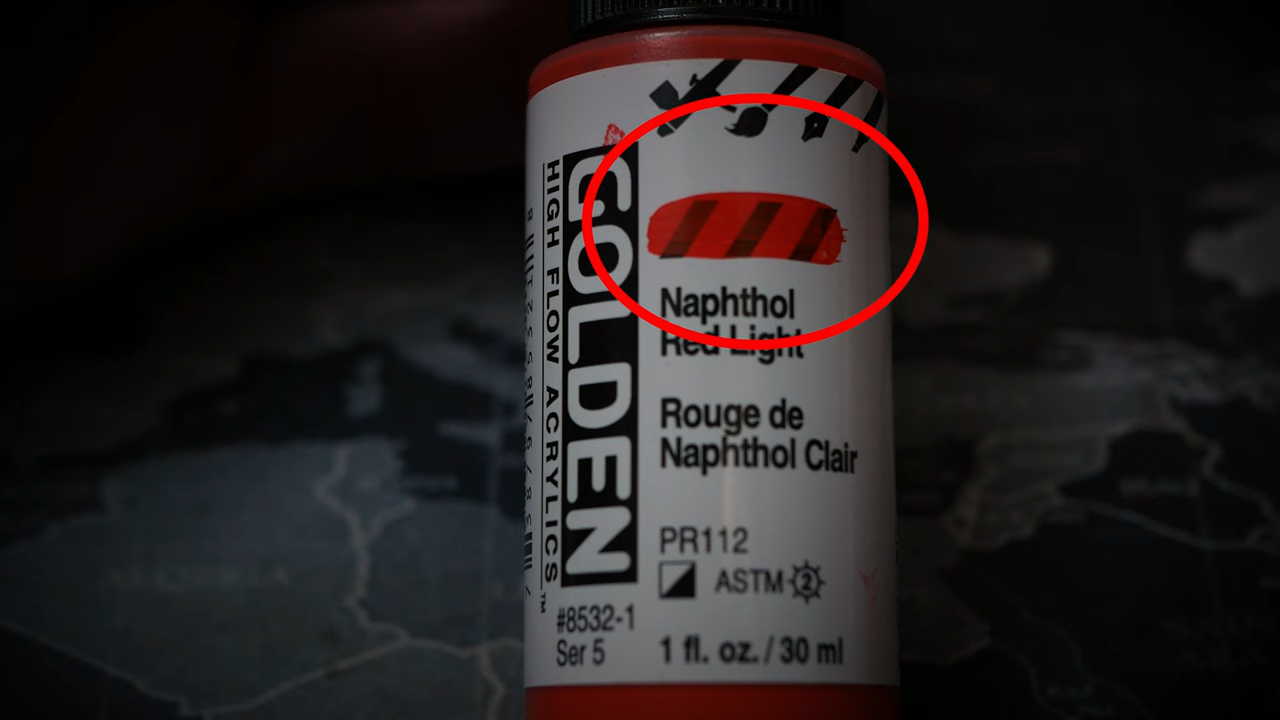 GOLDEN
HIGH FLOW ACRYLICS™
Naphthol
Red Light
Rouge de
Naphthol Clair
PR112
ASTM 2
#8532-1
Ser 5
1 fl. oz. / 30 ml